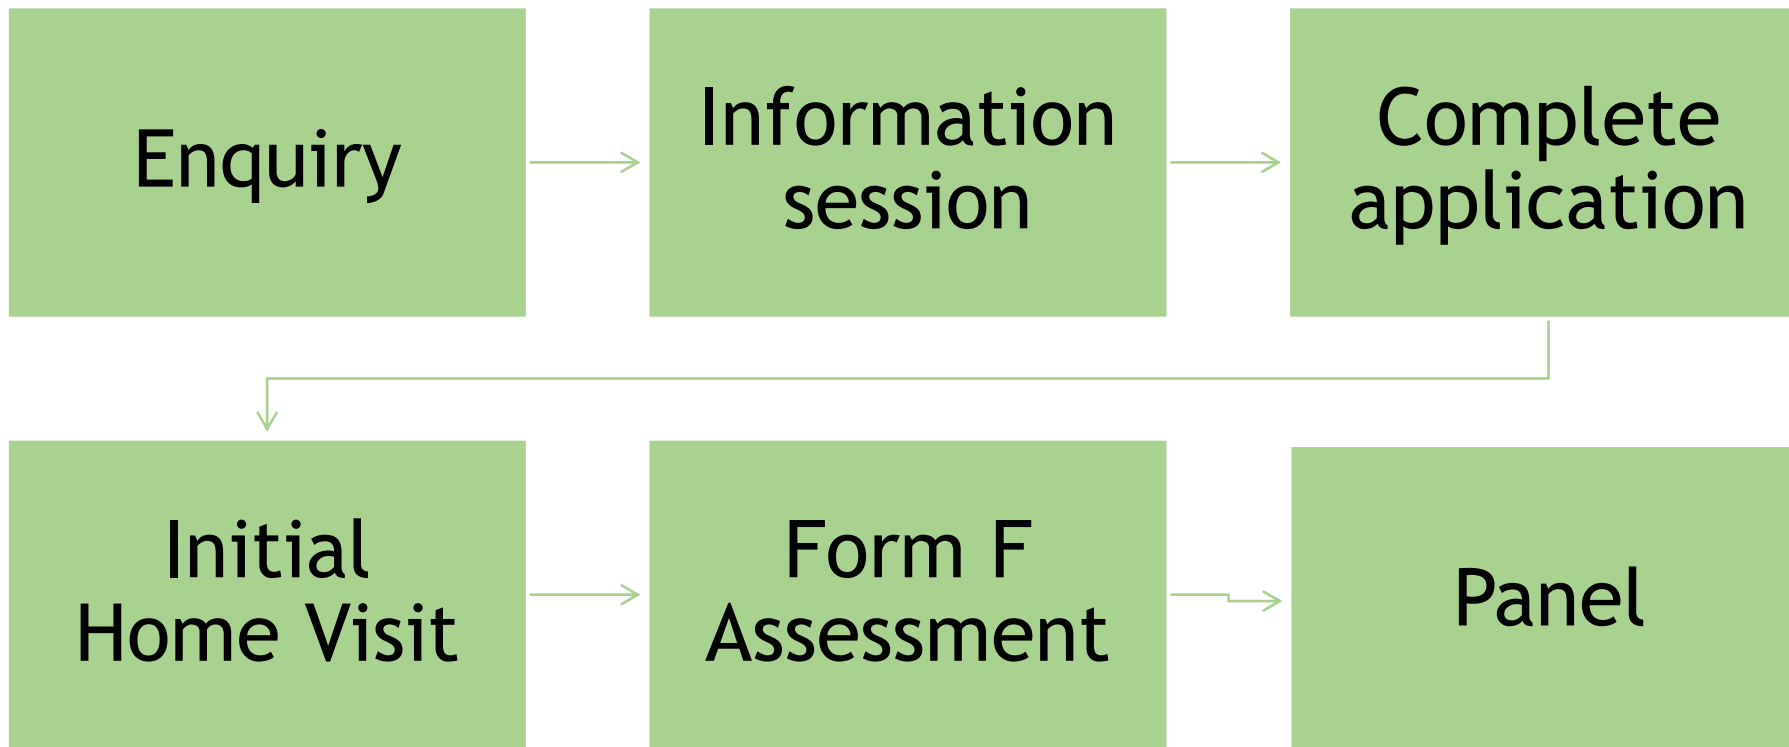 Enquiry
Information
session
Complete
application
Initial
Home Visit
Form F
Assessment
Panel